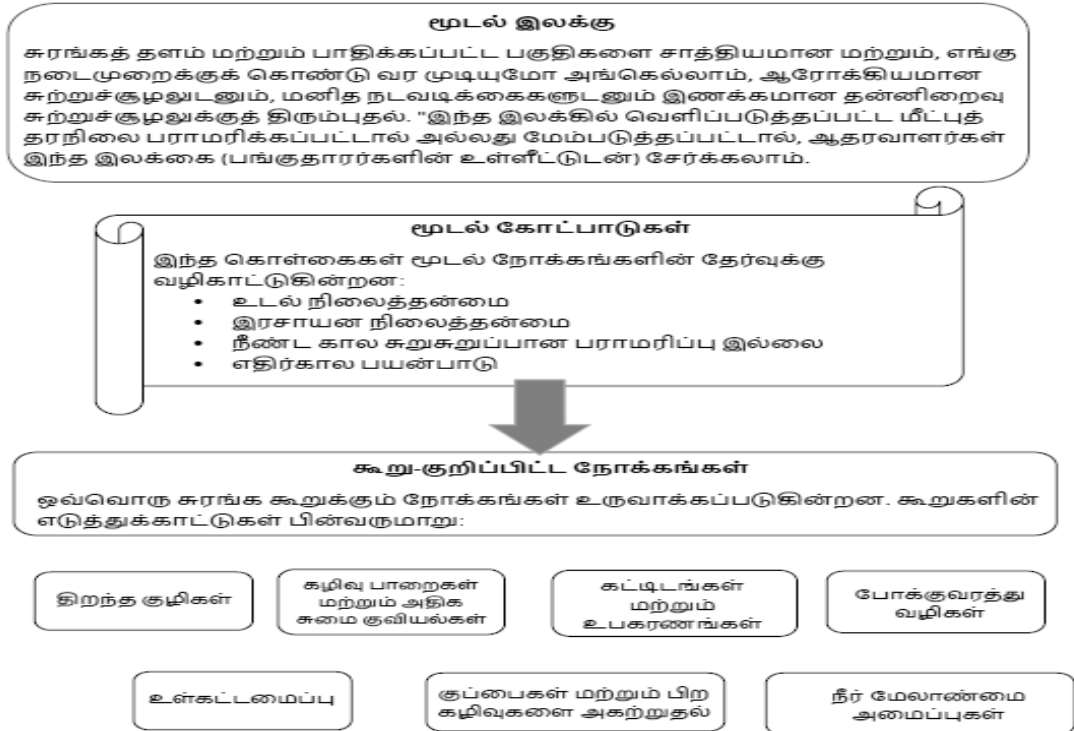 மூடல் இலக்கு
சுரங்கத் தளம் மற்றும் பாதிக்கப்பட்ட பகுதிகளை சாத்தியமான மற்றும், எங்கு
நடைமுறைக்குக் கொண்டு வர முடியுமோ அங்கெல்லாம், ஆரோக்கியமான
சுற்றுச்சூழலுடனும், மனித நடவடிக்கைகளுடனும் இணக்கமான தன்னிறைவு
சுற்றுச்சூழலுக்குத் திரும்புதல். "இந்த இலக்கில் வெளிப்படுத்தப்பட்ட மீட்புத்
தரநிலை பராமரிக்கப்பட்டால் அல்லது மேம்படுத்தப்பட்டால், ஆதரவாளர்கள்
இந்த இலக்கை (பங்குதாரர்களின் உள்ளீட்டுடன்) சேர்க்கலாம்.
மூடல் கோட்பாடுகள்
இந்த கொள்கைகள் மூடல் நோக்கங்களின் தேர்வுக்கு
வழிகாட்டுகின்றன:
• உடல் நிலைத்தன்மை
• இரசாயன நிலைத்தன்மை
• நீண்ட கால சுறுசுறுப்பான பராமரிப்பு இல்லை
• எதிர்கால பயன்பாடு
கூறு-குறிப்பிட்ட நோக்கங்கள்
ஒவ்வொரு சுரங்க கூறுக்கும் நோக்கங்கள் உருவாக்கப்படுகின்றன. கூறுகளின்
எடுத்துக்காட்டுகள் பின்வருமாறு:
திறந்த குழிகள்
கழிவு பாறைகள்
மற்றும் அதிக
சுமை குவியல்கள்
கட்டிடங்கள்
மற்றும்
உபகரணங்கள்
போக்குவரத்து
வழிகள்
உள்கட்டமைப்பு
குப்பைகள் மற்றும் பிற
கழிவுகளை அகற்றுதல்
நீர் மேலாண்மை
அமைப்புகள்